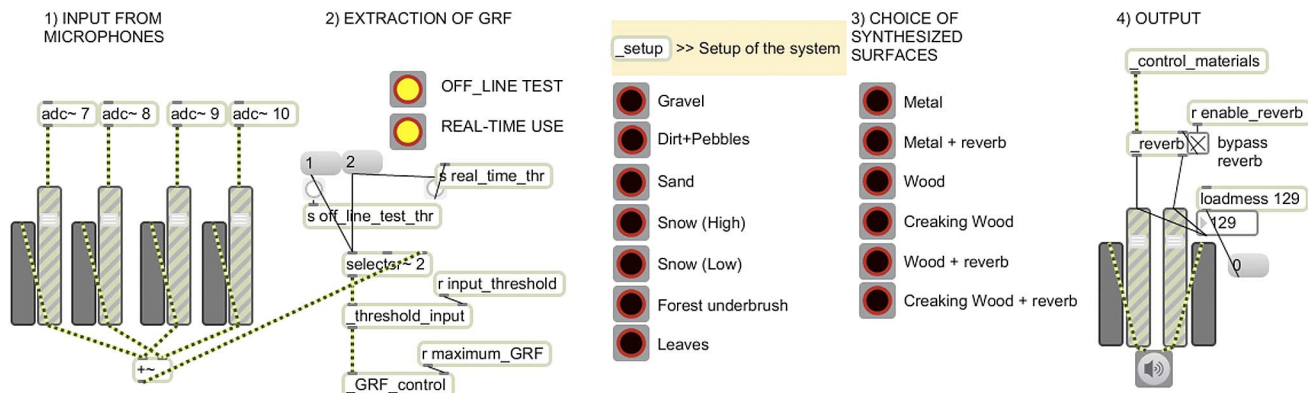 1) INPUT FROM
MICROPHONES
adc~ 7
adc~ 8
adc~ 9
adc~ 10
+~
2) EXTRACTION OF GRF
OFF_LINE TEST
REAL-TIME USE
1
2
s real_time_thr
s off_line_test_thr
selector~ 2
r input_threshold
_threshold_input
r maximum_GRF
_GRF_control
_setup >> Setup of the system
Gravel
Dirt+Pebbles
Sand
Snow (High)
Snow (Low)
Forest underbrush
Leaves
3) CHOICE OF
SYNTHESIZED
SURFACES
Metal
Metal + reverb
Wood
Creaking Wood
Wood + reverb
Creaking Wood + reverb
4) OUTPUT
_control_materials
r enable_reverb
_reverb
bypass
reverb
loadmess 129
129
0